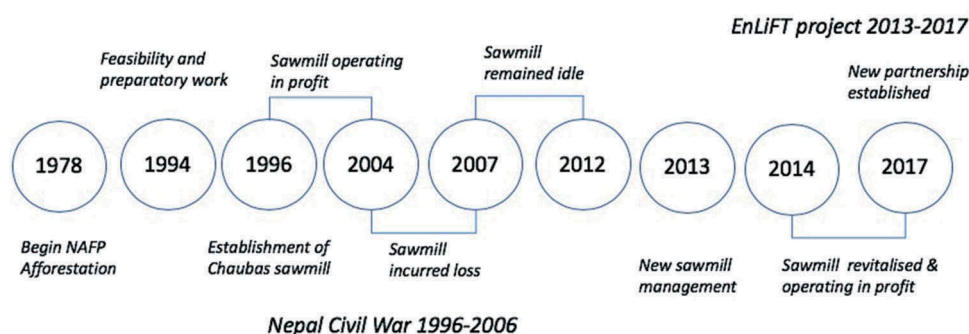 EnLiFT project 2013-2017
Feasibility and
preparatory work
Sawmill operating
in profit
Sawmill
remained idle
New partnership
established
1978
1994
1996
2004
2007
2012
2013
2014
2017
Begin NAFP
Afforestation
Establishment of
Chaubas sawmill
Sawmill
incurred loss
New sawmill
management
Sawmill revitalised &
operating in profit
Nepal Civil War 1996-2006